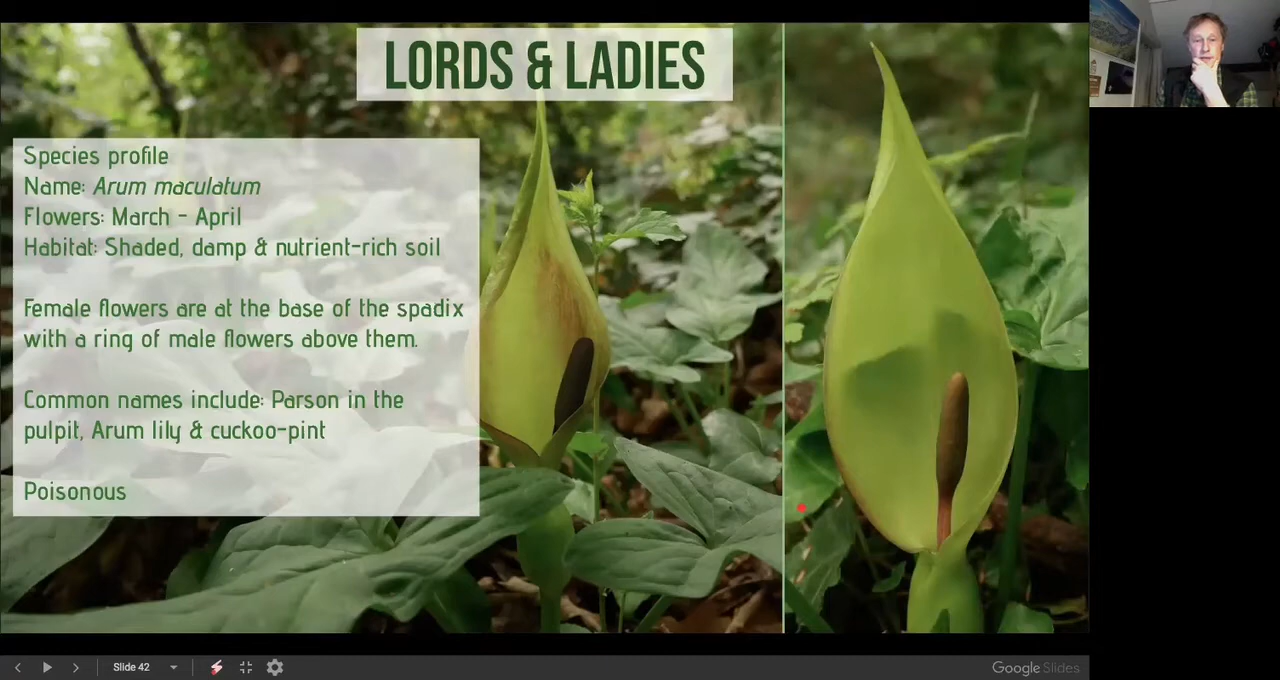 LORDS & LADIES
Species profile
Name: Arum maculatum
Flowers: March - April
Habitat: Shaded, damp & nutrient-rich soil
Female flowers are at the base of the spadix
with a ring of male flowers above them.
Common names include: Parson in the
pulpit, Arum lily & cuckoo-pint
Poisonous
Slide 42
Google Slides